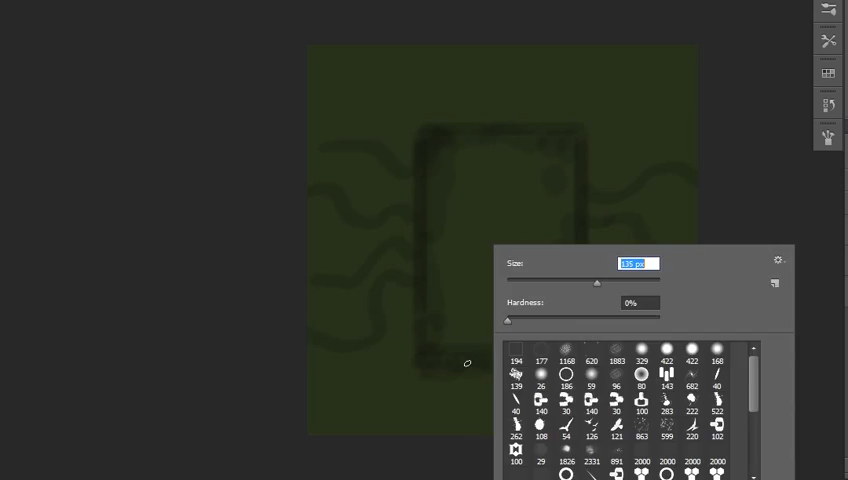 Size:
135 px
Hardness:
0%
194 177 1168 620 1883 329 422 422 168
139 26 186 59 96 80 143 682 40
40 140 30 140 30 100 283 222 522
262 108 54 126 121 863 599 220 102
100 29 1826 2331 891 2000 2000 2000 2000